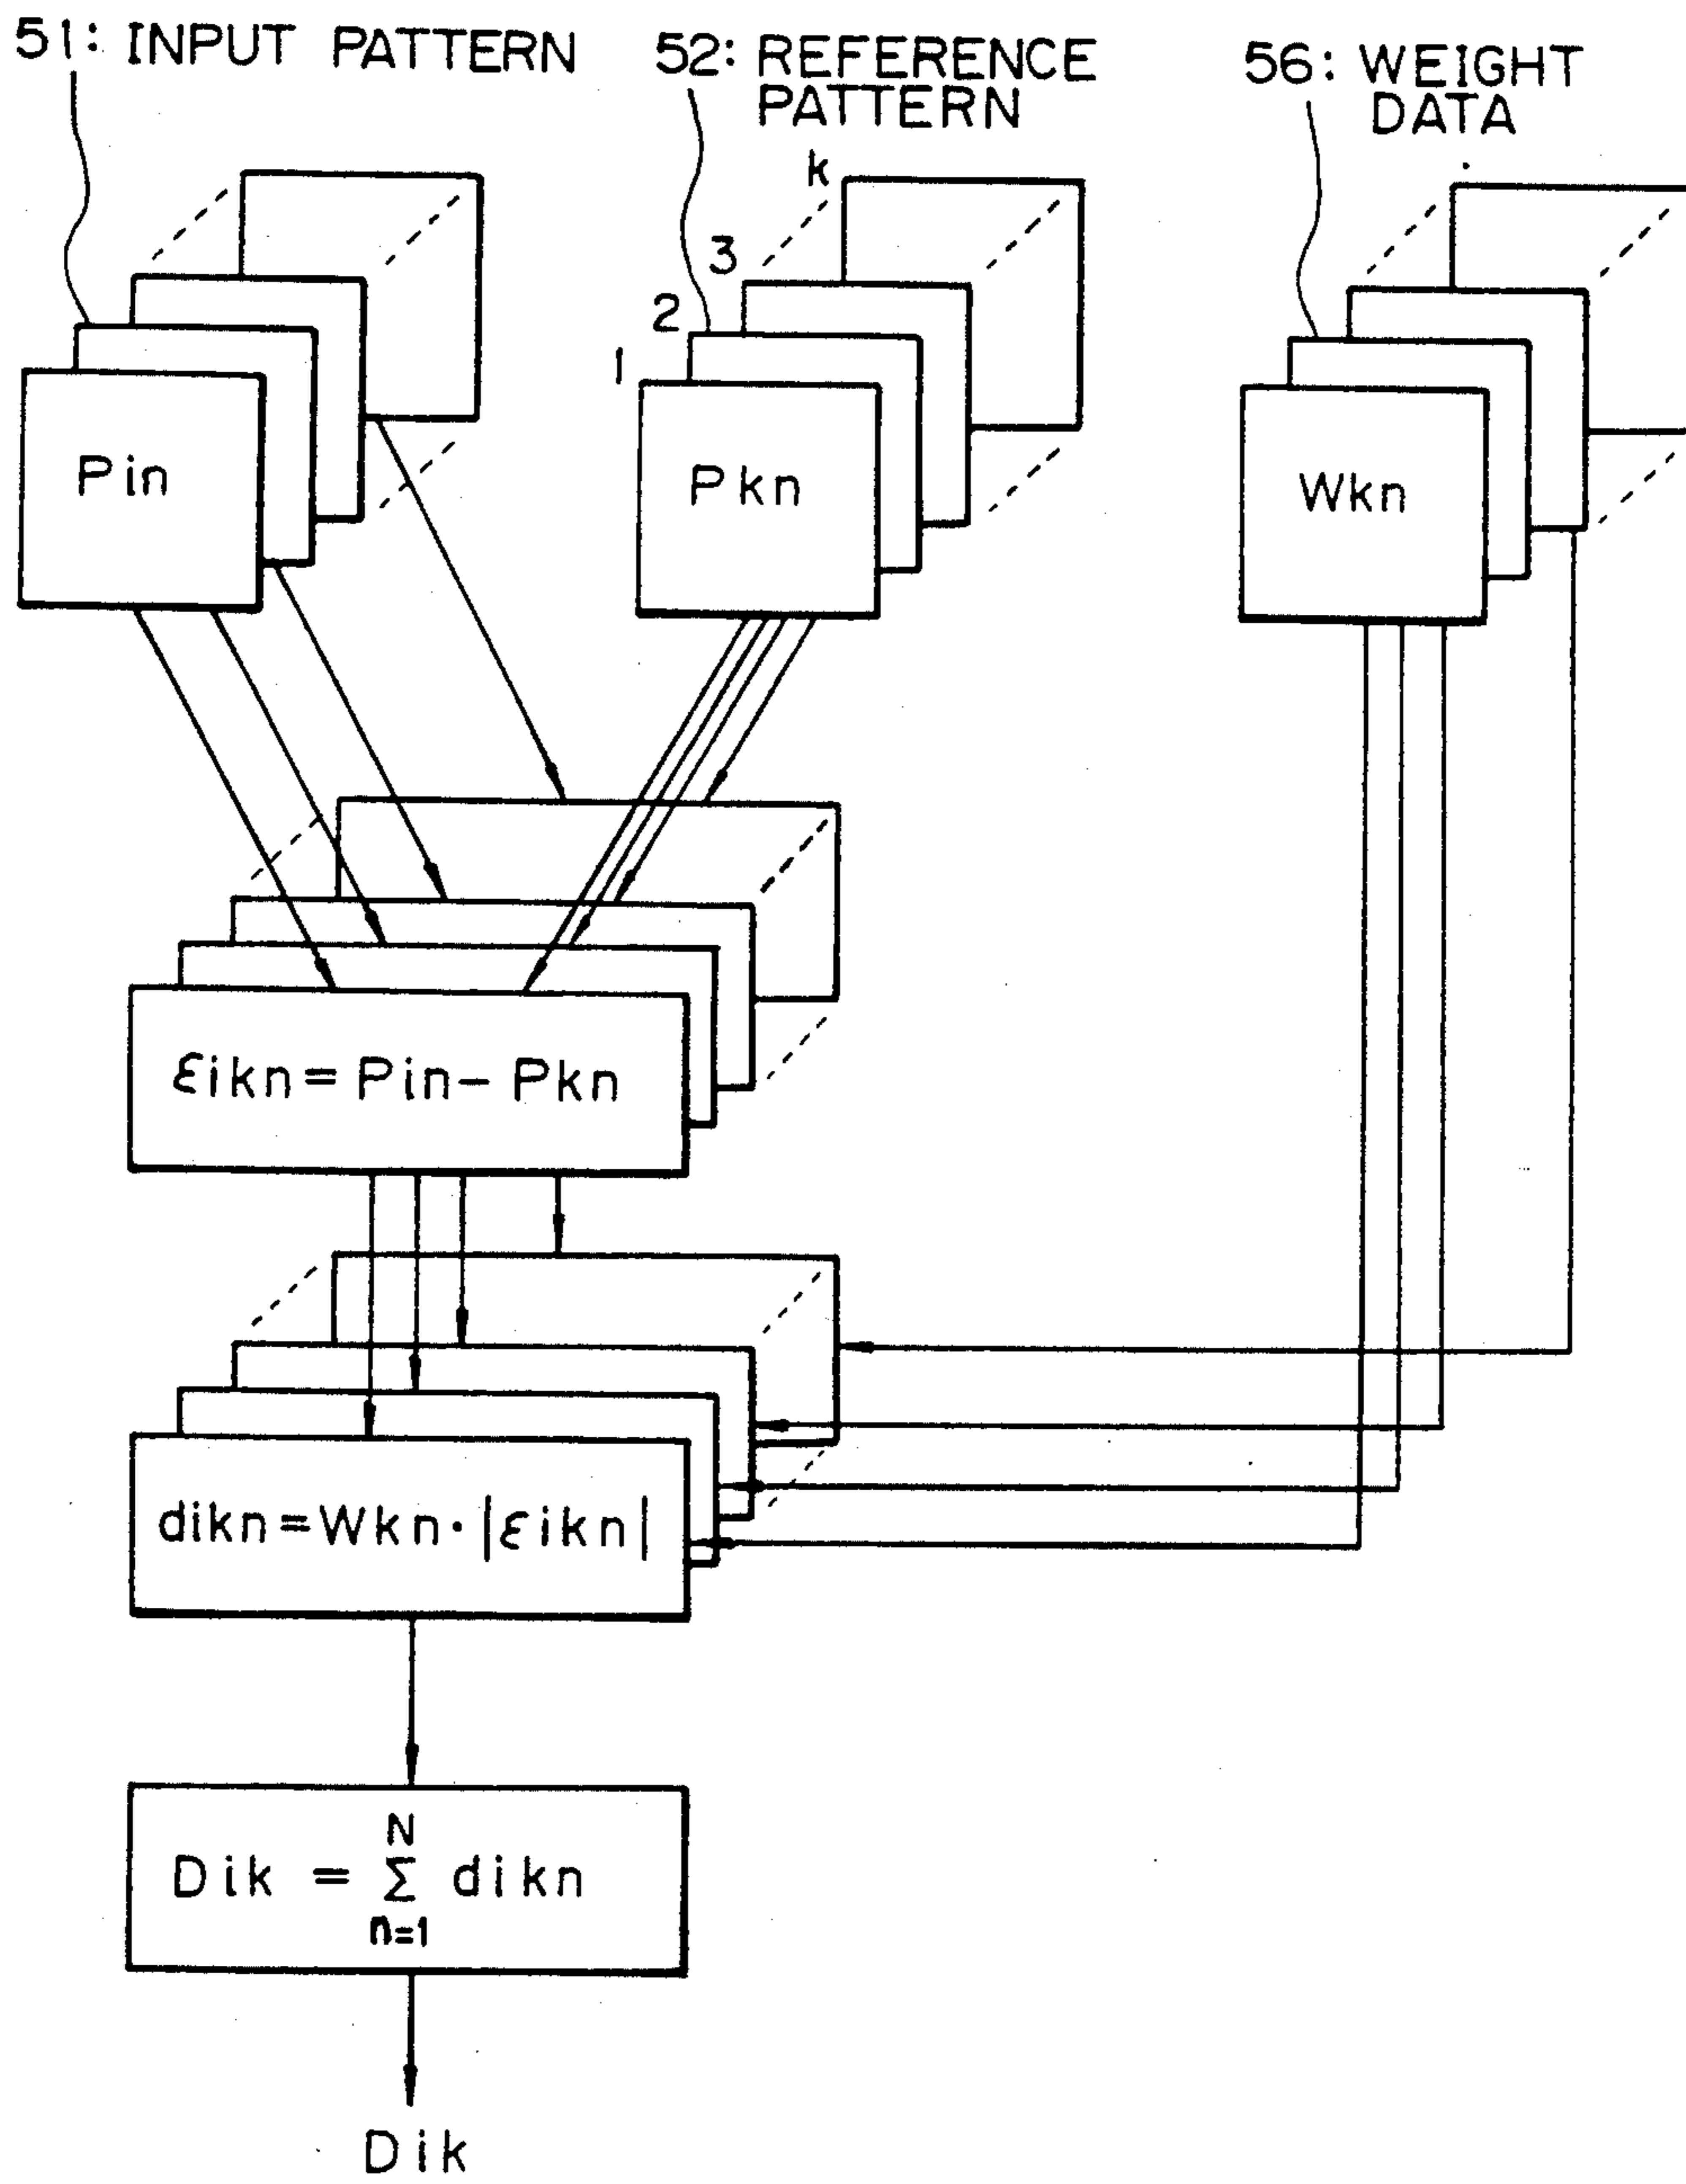 51: INPUT PATTERN
52: REFERENCE
PATTERN
56: WEIGHT
DATA
k
3
2
1
Pin
Pkn
Wkn
εikn = Pin - Pkn
dikn = Wkn · |εikn|
N
Dik = Σ dikn
n=1
Dik